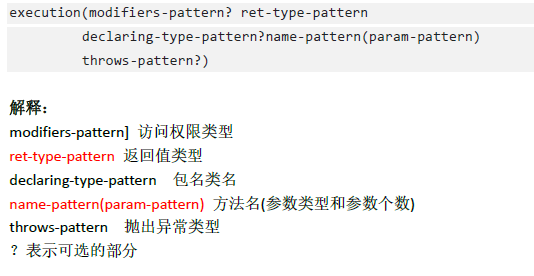 execution(modifiers-pattern? ret-type-pattern
declaring-type-pattern?name-pattern(param-pattern)
throws-pattern?)
解释：
modifiers-pattern] 访问权限类型
ret-type-pattern 返回值类型
declaring-type-pattern 包名类名
name-pattern(param-pattern) 方法名(参数类型和参数个数)
throws-pattern 抛出异常类型
？表示可选的部分